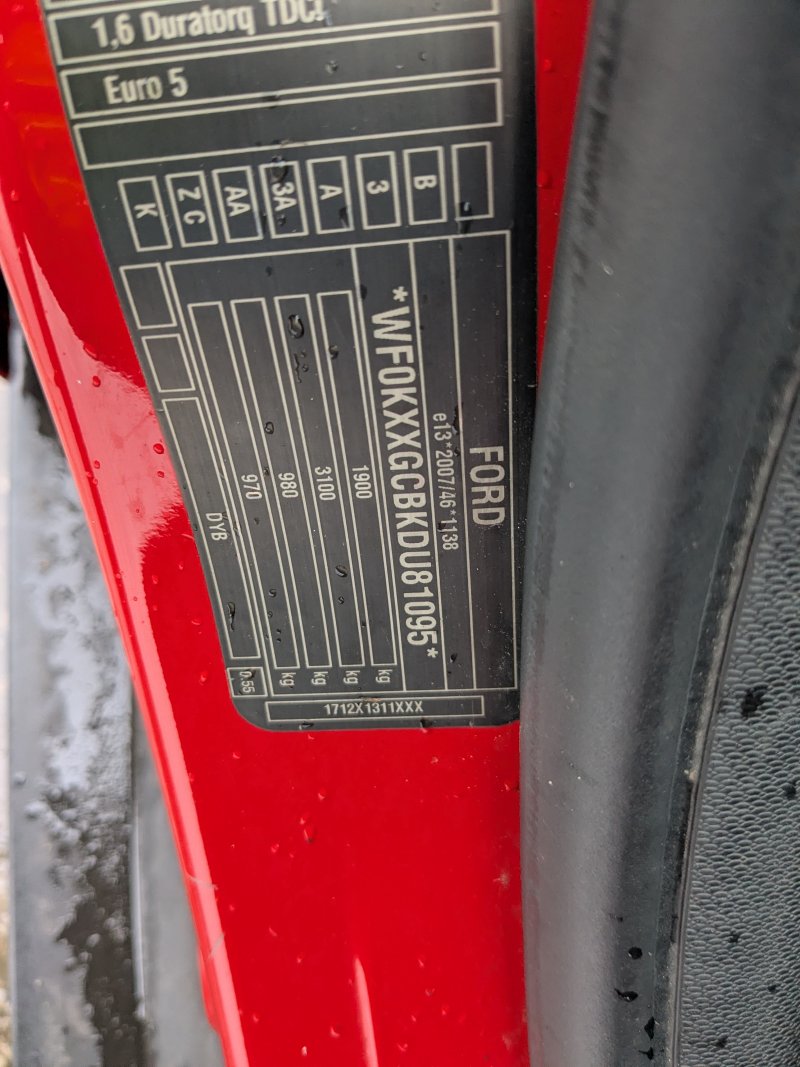 1,6 Duratorq TDCi
Euro 5
K
Z C
AA
3A
A
3
B
FORD
e13*2007/46*1138
*WF0KXXGCBKDU81095*
1900 kg
3100 kg
980 kg
970 kg
DYB 0.55
1712X1311XXX